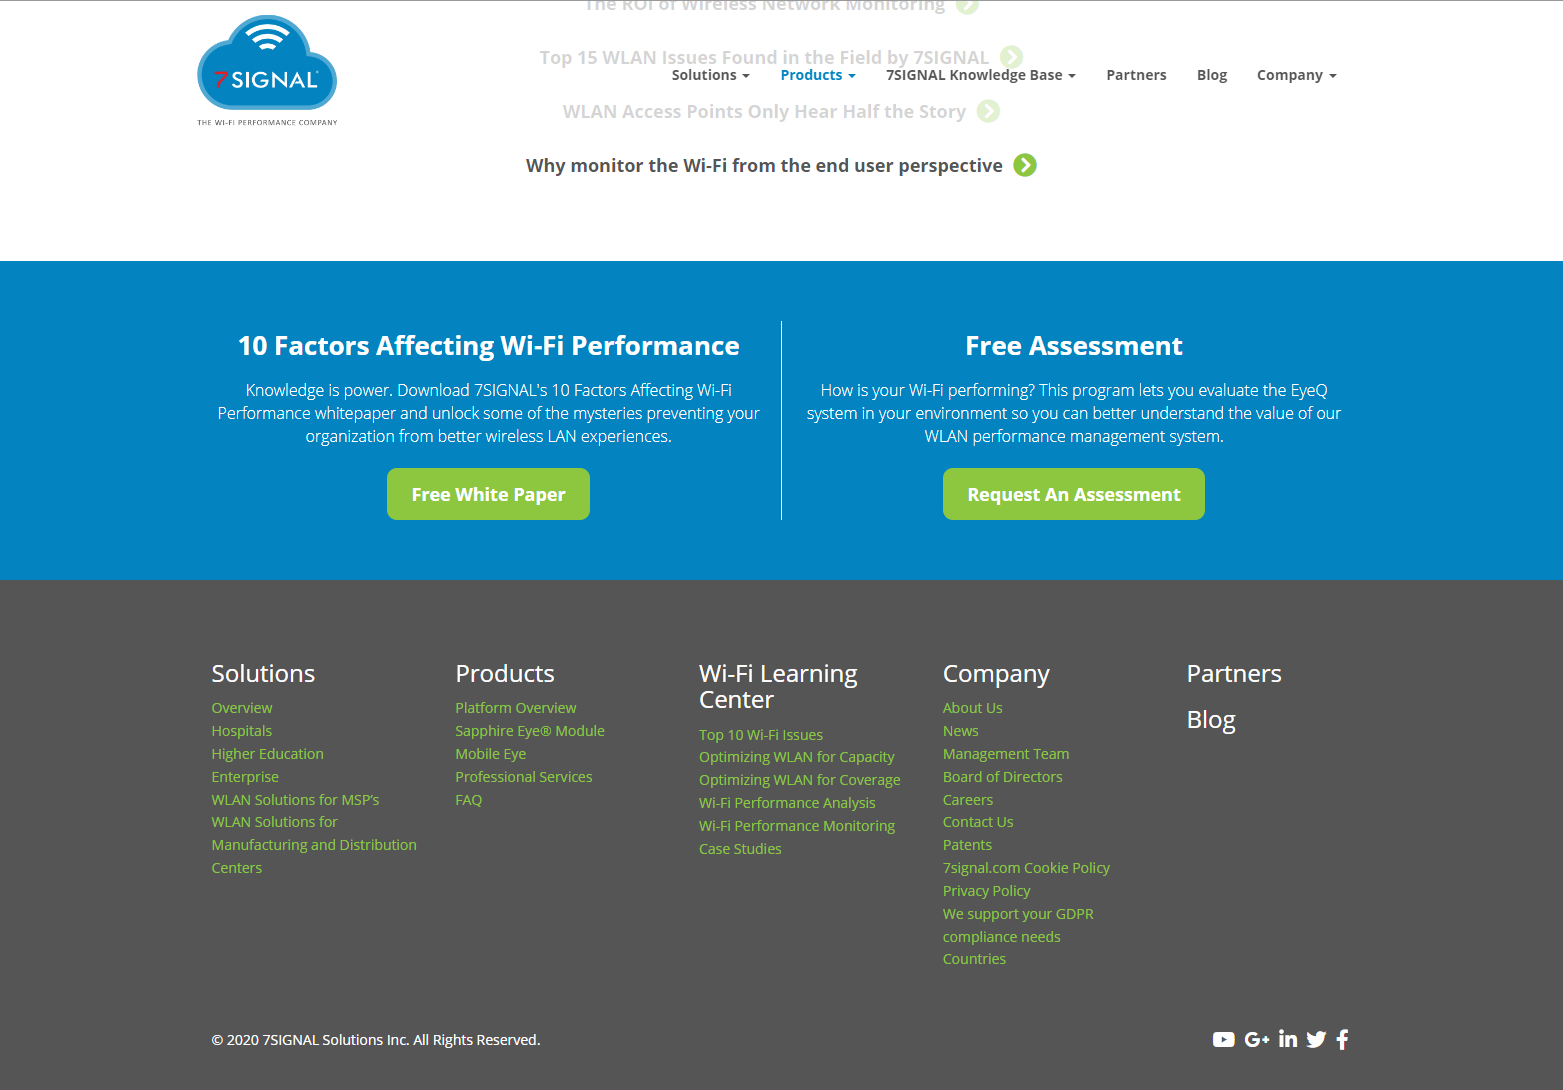 The ROI of Wireless Network Monitoring
7SIGNAL
THE WI-FI PERFORMANCE COMPANY
Top 15 WLAN Issues Found in the Field by 7SIGNAL
Solutions Products 7SIGNAL Knowledge Base Partners Blog Company
WLAN Access Points Only Hear Half the Story
Why monitor the Wi-Fi from the end user perspective
10 Factors Affecting Wi-Fi Performance
Knowledge is power. Download 7SIGNAL's 10 Factors Affecting Wi-Fi
Performance whitepaper and unlock some of the mysteries preventing your
organization from better wireless LAN experiences.
Free White Paper
Free Assessment
How is your Wi-Fi performing? This program lets you evaluate the EyeQ
system in your environment so you can better understand the value of our
WLAN performance management system.
Request An Assessment
Solutions
Overview
Hospitals
Higher Education
Enterprise
WLAN Solutions for MSP's
WLAN Solutions for
Manufacturing and Distribution
Centers
Products
Platform Overview
Sapphire Eye® Module
Mobile Eye
Professional Services
FAQ
Wi-Fi Learning
Center
Top 10 Wi-Fi Issues
Optimizing WLAN for Capacity
Optimizing WLAN for Coverage
Wi-Fi Performance Analysis
Wi-Fi Performance Monitoring
Case Studies
Company
About Us
News
Management Team
Board of Directors
Careers
Contact Us
Patents
7signal.com Cookie Policy
Privacy Policy
We support your GDPR
compliance needs
Countries
Partners
Blog
© 2020 7SIGNAL Solutions Inc. All Rights Reserved.